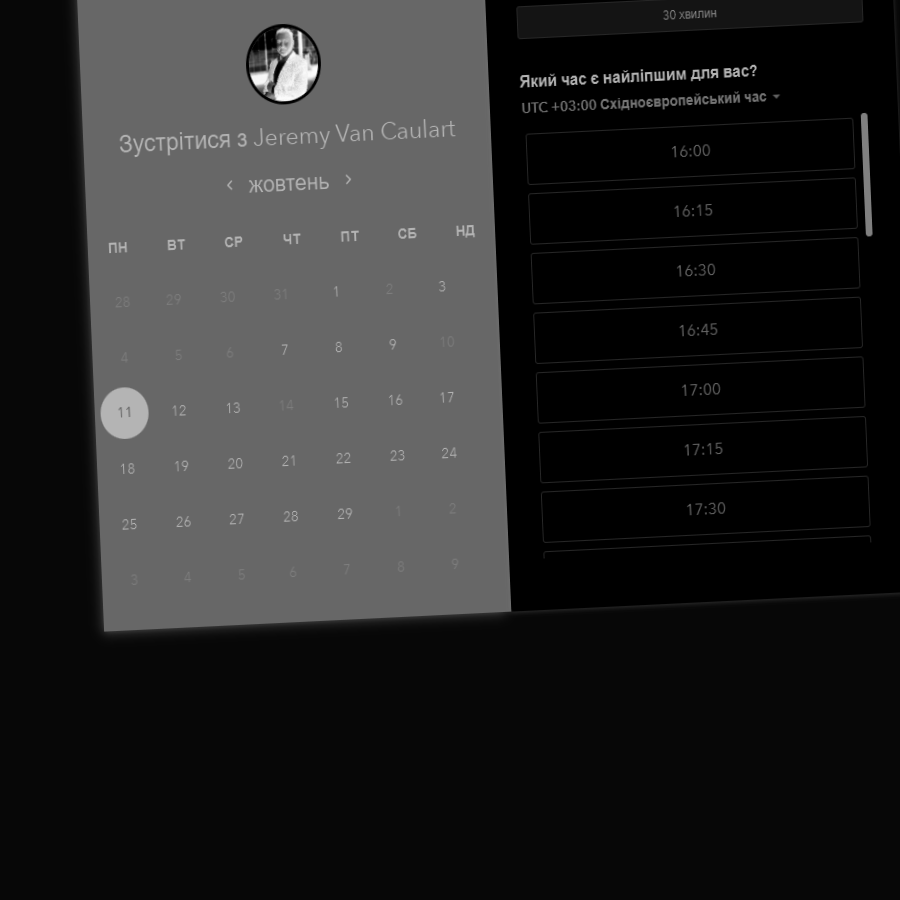 Зустрітися з Jeremy Van Caulart
‹ жовтень ›
ПН ВТ СР ЧТ ПТ СБ НД
28 29 30 31 1 2 3
4 5 6 7 8 9 10
11 12 13 14 15 16 17
18 19 20 21 22 23 24
25 26 27 28 29 1 2
3 4 5 6 7 8 9
30 хвилин
Який час є найліпшим для вас?
UTC +03:00 Східноєвропейський час
16:00
16:15
16:30
16:45
17:00
17:15
17:30